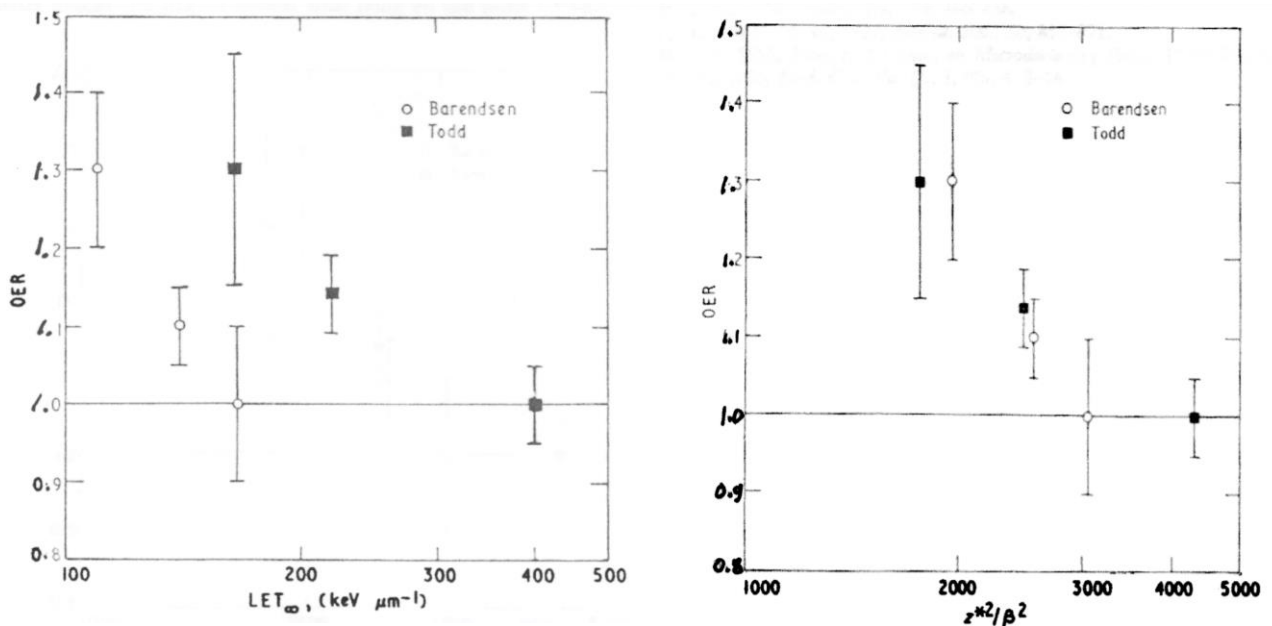 1.5
1.4
1.3
1.2
1.1
1.0
0.9
0.8
OER
○ Barendsen
■ Todd
100 200 300 400 500
LET∞, (keV μm⁻¹)
1.5
1.4
1.3
1.2
1.1
1.0
0.9
0.8
OER
○ Barendsen
■ Todd
1000 2000 3000 4000 5000
z*²/β²